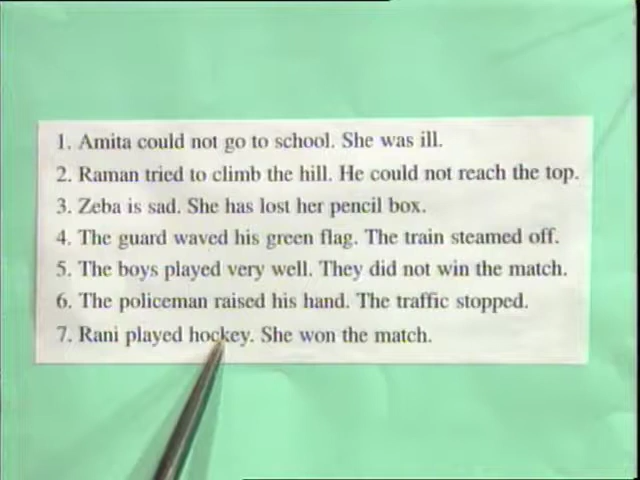 1. Amita could not go to school. She was ill.
2. Raman tried to climb the hill. He could not reach the top.
3. Zeba is sad. She has lost her pencil box.
4. The guard waved his green flag. The train steamed off.
5. The boys played very well. They did not win the match.
6. The policeman raised his hand. The traffic stopped.
7. Rani played hockey. She won the match.